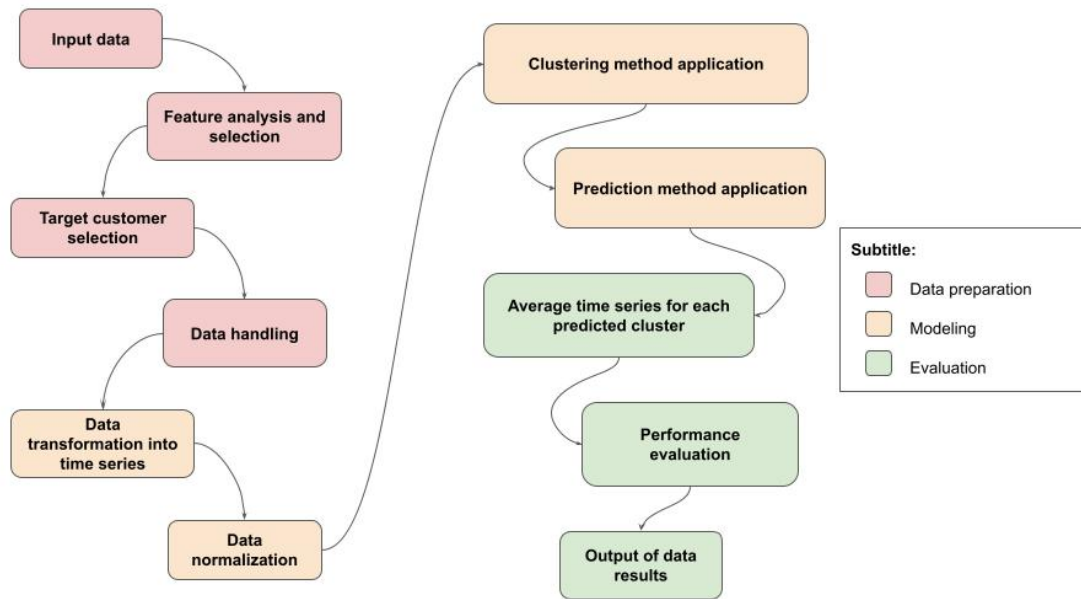 Input data
Feature analysis and
selection
Target customer
selection
Data handling
Data
transformation into
time series
Data
normalization
Clustering method application
Prediction method application
Average time series for each
predicted cluster
Performance
evaluation
Output of data
results
Subtitle:
Data preparation
Modeling
Evaluation